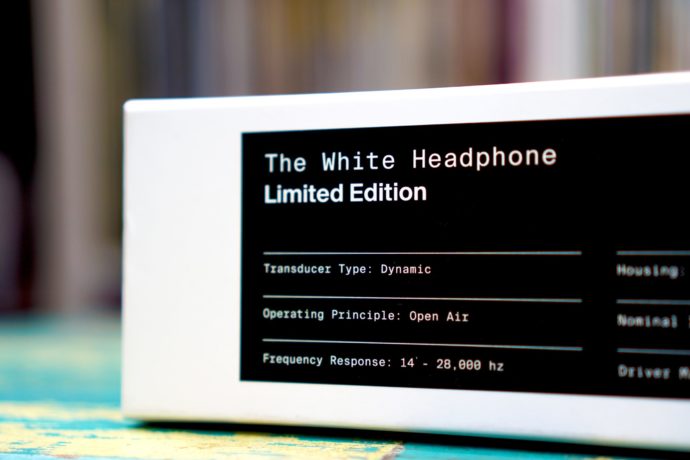 The White Headphone
Limited Edition
Transducer Type: Dynamic
Operating Principle: Open Air
Frequency Response: 14 - 28,000 hz
Housing:
Nominal
Driver